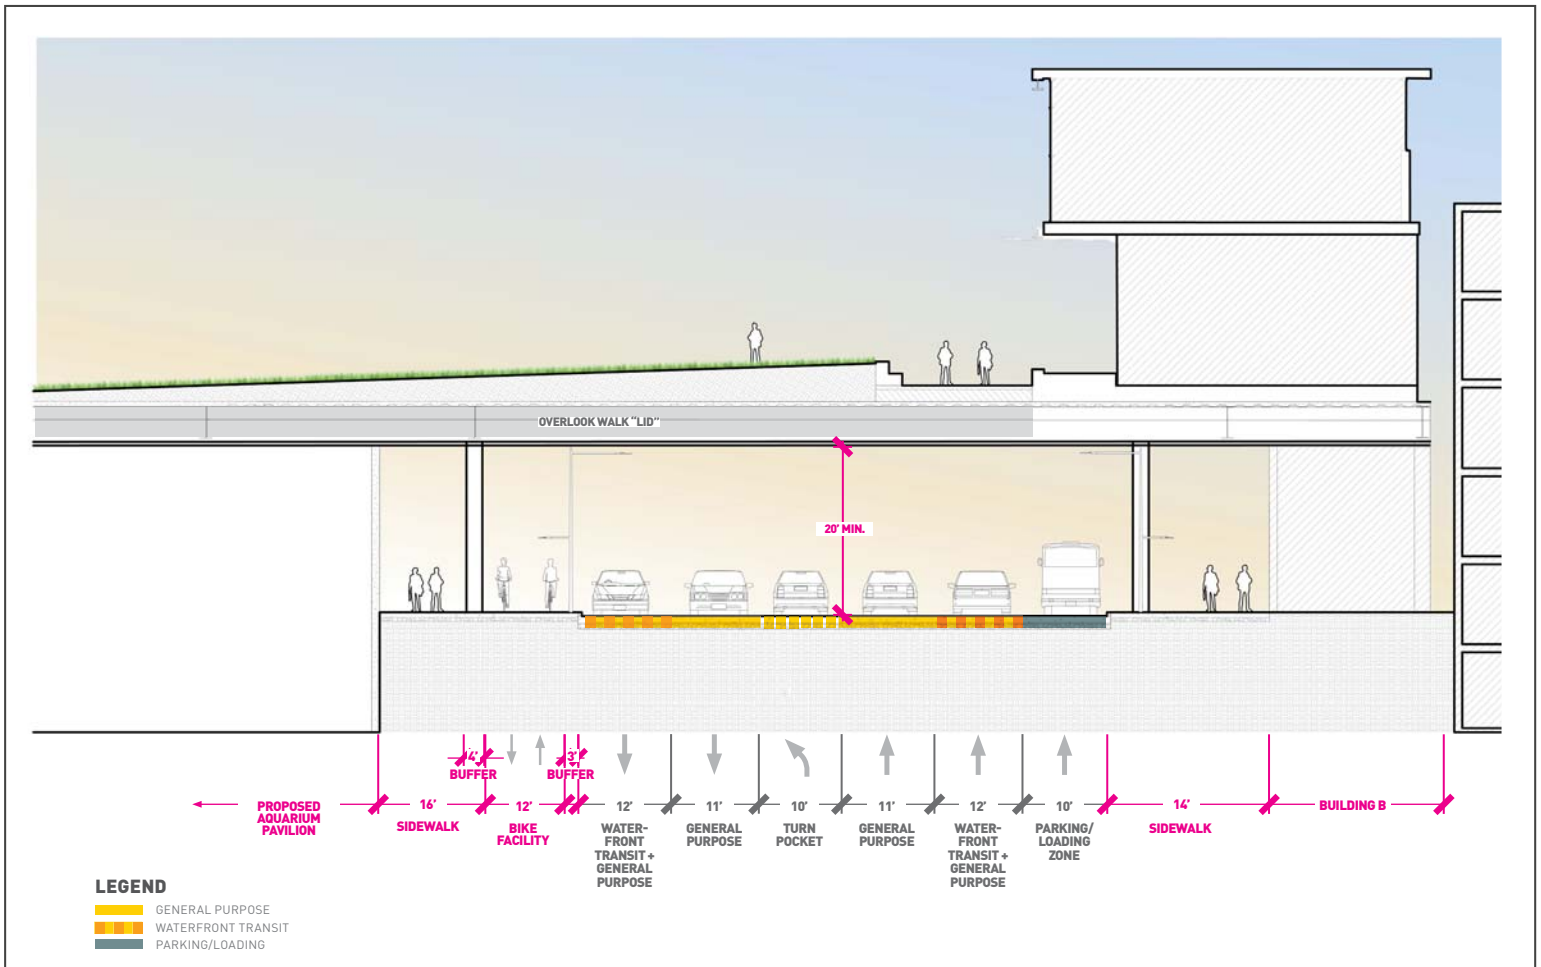 OVERLOOK WALK "LID"
20' MIN.
4'
BUFFER
3'
BUFFER
PROPOSED
AQUARIUM
PAVILION
16'
SIDEWALK
12'
BIKE
FACILITY
12'
WATER-
FRONT
TRANSIT +
GENERAL
PURPOSE
11'
GENERAL
PURPOSE
10'
TURN
POCKET
11'
GENERAL
PURPOSE
12'
WATER-
FRONT
TRANSIT +
GENERAL
PURPOSE
10'
PARKING/
LOADING
ZONE
14'
SIDEWALK
BUILDING B
LEGEND
GENERAL PURPOSE
WATERFRONT TRANSIT
PARKING/LOADING